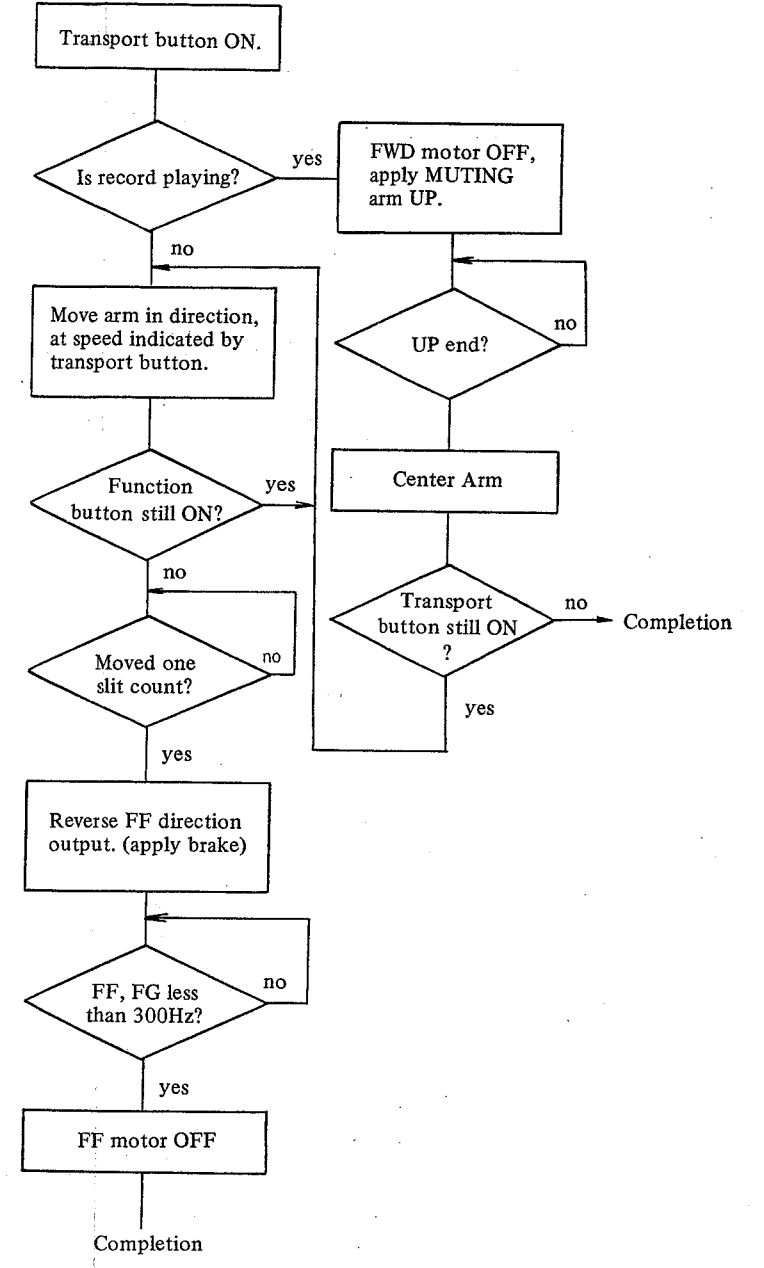 Transport button ON.
Is record playing?
yes
FWD motor OFF,
apply MUTING
arm UP.
no
Move arm in direction,
at speed indicated by
transport button.
UP end?
no
Function
button still ON?
yes
Center Arm
no
Transport
button still ON
?
no
Completion
yes
Moved one
slit count?
no
yes
Reverse FF direction
output. (apply brake)
FF, FG less
than 300Hz?
no
yes
FF motor OFF
Completion